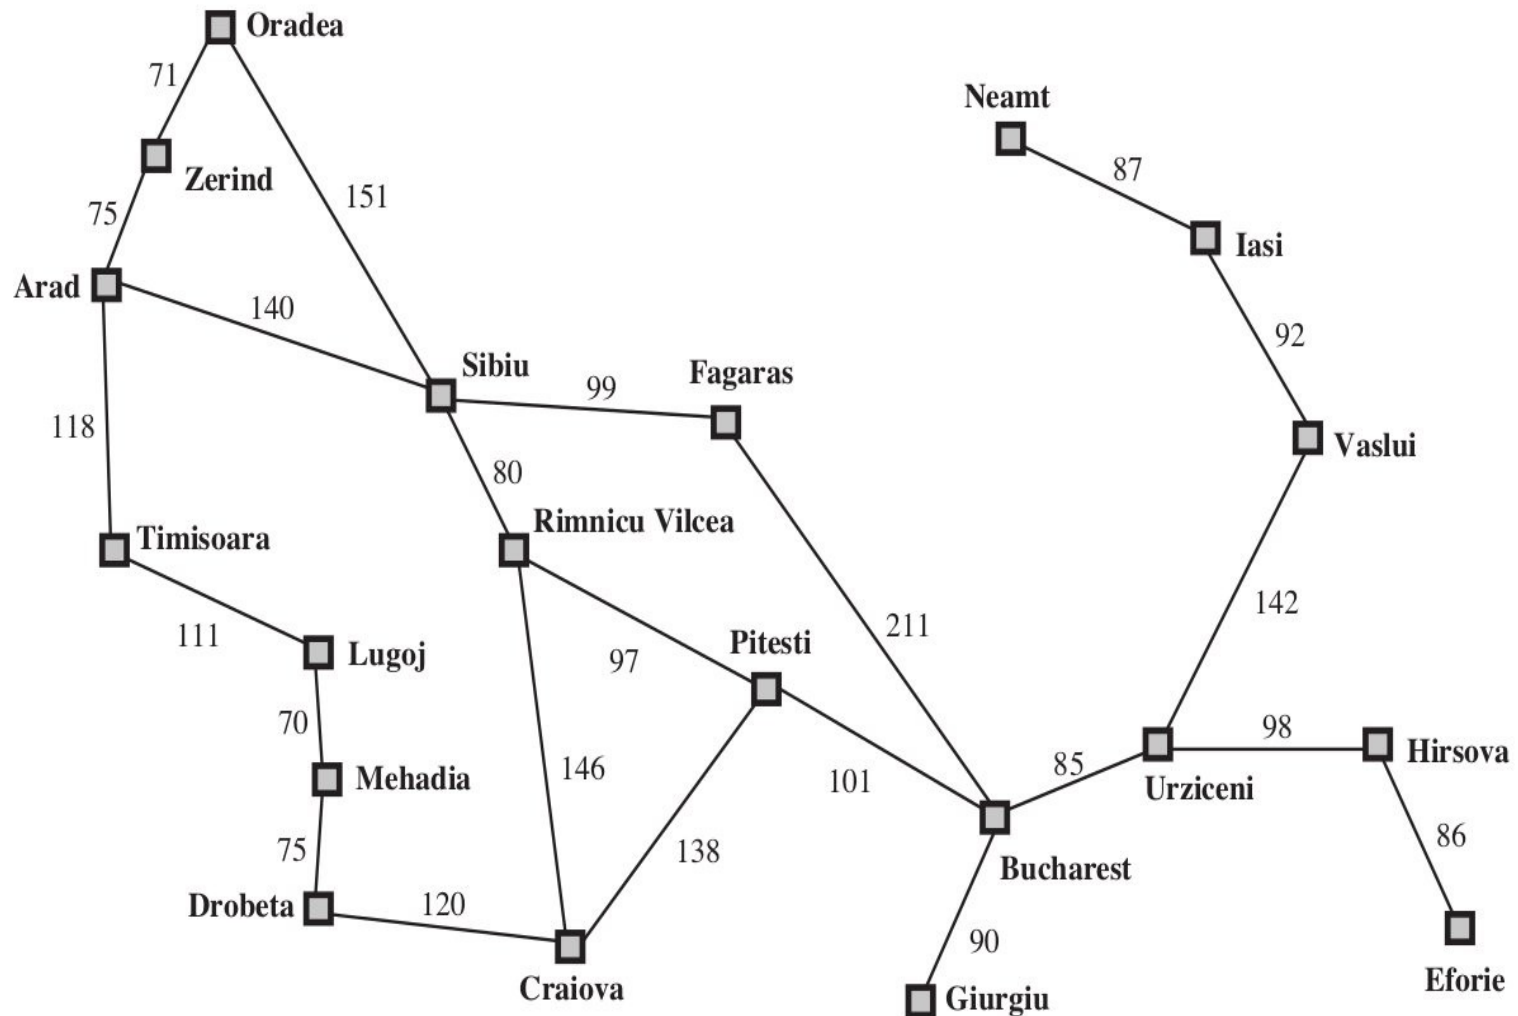 Oradea
71
Neamt
87
Zerind
151
75
Iasi
Arad
140
92
Sibiu
Fagaras
99
118
Vaslui
80
Rimnicu Vilcea
Timisoara
142
211
111
Pitesti
Lugoj
97
70
98
Hirsova
Mehadia
146
101
85
Urziceni
86
75
138
Bucharest
Drobeta
120
90
Eforie
Craiova
Giurgiu